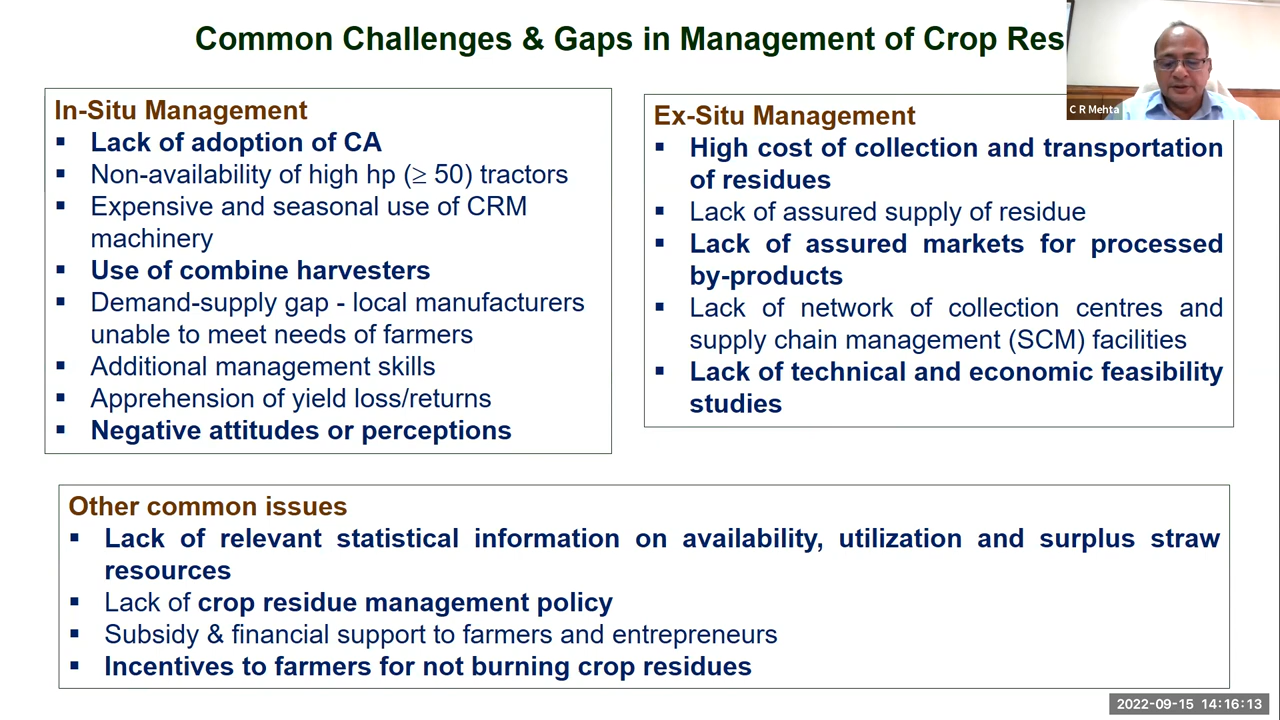 Common Challenges & Gaps in Management of Crop Res
C R Mehta
In-Situ Management
▪ Lack of adoption of CA
▪ Non-availability of high hp (≥ 50) tractors
▪ Expensive and seasonal use of CRM
machinery
▪ Use of combine harvesters
▪ Demand-supply gap - local manufacturers
unable to meet needs of farmers
▪ Additional management skills
▪ Apprehension of yield loss/returns
▪ Negative attitudes or perceptions
Ex-Situ Management
▪ High cost of collection and transportation
of residues
▪ Lack of assured supply of residue
▪ Lack of assured markets for processed
by-products
▪ Lack of network of collection centres and
supply chain management (SCM) facilities
▪ Lack of technical and economic feasibility
studies
Other common issues
▪ Lack of relevant statistical information on availability, utilization and surplus straw
resources
▪ Lack of crop residue management policy
▪ Subsidy & financial support to farmers and entrepreneurs
▪ Incentives to farmers for not burning crop residues
2022-09-15 14:16:13